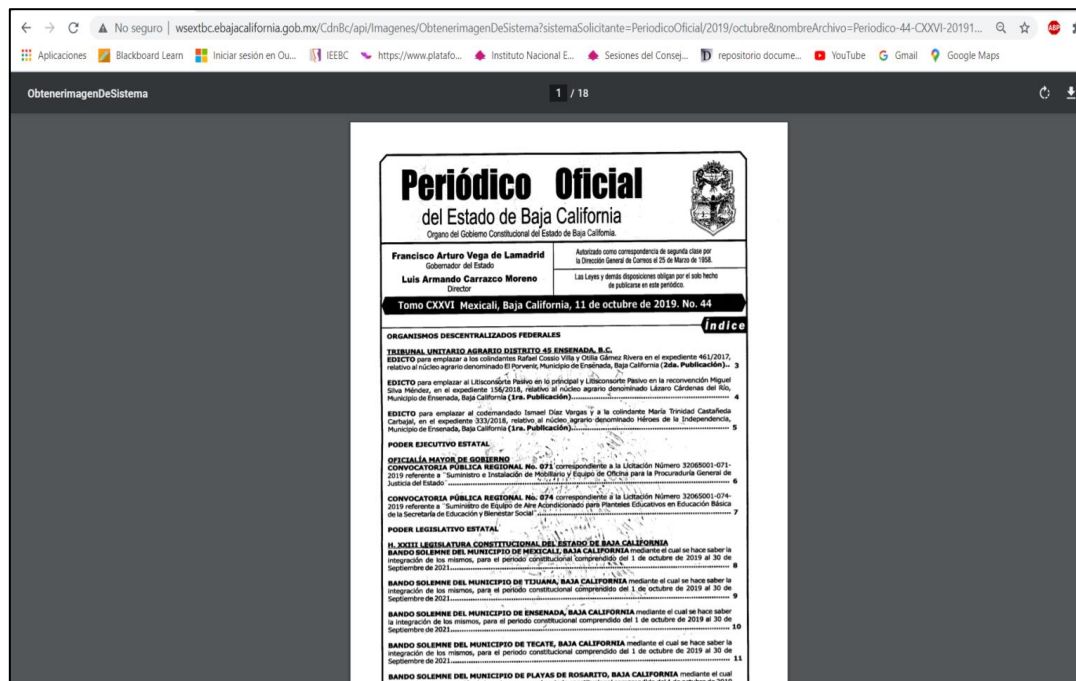 No seguro | wsextbc.ebajacalifornia.gob.mx/CdnBc/api/Imagenes/ObtenerimagenDeSistema?sistemaSolicitante=PeriodicoOficial/2019/octubre&nombreArchivo=Periodico-44-CXXVI-20191...
Aplicaciones Blackboard Learn Iniciar sesión en Ou... IEEBC https://www.platafo... Instituto Nacional E... Sesiones del Consej... repositorio docume... YouTube Gmail Google Maps
ObtenerimagenDeSistema 1 / 18
Periódico Oficial
del Estado de Baja California
Organo del Gobierno Constitucional del Estado de Baja California.
Francisco Arturo Vega de Lamadrid
Gobernador del Estado
Luis Armando Carrazco Moreno
Director
Autorizado como correspondencia de segunda clase por
la Dirección General de Correos el 25 de Marzo de 1958.
Las Leyes y demás disposiciones obligan por el solo hecho
de publicarse en este periódico.
Tomo CXXVI Mexicali, Baja California, 11 de octubre de 2019. No. 44
Índice
ORGANISMOS DESCENTRALIZADOS FEDERALES
TRIBUNAL UNITARIO AGRARIO DISTRITO 45 ENSENADA, B.C.
EDICTO para emplazar a los colindantes Rafael Cossio Villa y Otilia Gámez Rivera en el expediente 461/2017,
relativo al núcleo agrario denominado El Porvenir, Municipio de Ensenada, Baja California (2da. Publicación).. 3
EDICTO para emplazar al Litisconsorte Pasivo en lo principal y Litisconsorte Pasivo en la reconvención Miguel
Silva Méndez, en el expediente 156/2018, relativo al núcleo agrario denominado Lázaro Cárdenas del Río,
Municipio de Ensenada, Baja California (1ra. Publicación)........ 4
EDICTO para emplazar al codemandado Ismael Díaz Vargas y a la colindante María Trinidad Castañeda
Carbajal, en el expediente 333/2018, relativo al núcleo agrario denominado Héroes de la Independencia,
Municipio de Ensenada, Baja California (1ra. Publicación)........ 5
PODER EJECUTIVO ESTATAL
OFICIALÍA MAYOR DE GOBIERNO
CONVOCATORIA PÚBLICA REGIONAL No. 071 correspondiente a la Licitación Número 32065001-071-
2019 referente a "Suministro e Instalación de Mobiliario y Equipo de Oficina para la Procuraduría General de
Justicia del Estado"........ 6
CONVOCATORIA PÚBLICA REGIONAL No. 074 correspondiente a la Licitación Número 32065001-074-
2019 referente a "Suministro de Equipo de Aire Acondicionado para Planteles Educativos en Educación Básica
de la Secretaría de Educación y Bienestar Social"........ 7
PODER LEGISLATIVO ESTATAL
H. XXIII LEGISLATURA CONSTITUCIONAL DEL ESTADO DE BAJA CALIFORNIA
BANDO SOLEMNE DEL MUNICIPIO DE MEXICALI, BAJA CALIFORNIA mediante el cual se hace saber la
integración de los mismos, para el periodo constitucional comprendido del 1 de octubre de 2019 al 30 de
Septiembre de 2021........ 8
BANDO SOLEMNE DEL MUNICIPIO DE TIJUANA, BAJA CALIFORNIA mediante el cual se hace saber la
integración de los mismos, para el periodo constitucional comprendido del 1 de octubre de 2019 al 30 de
Septiembre de 2021........ 9
BANDO SOLEMNE DEL MUNICIPIO DE ENSENADA, BAJA CALIFORNIA mediante el cual se hace saber
la integración de los mismos, para el periodo constitucional comprendido del 1 de octubre de 2019 al 30 de
Septiembre de 2021........ 10
BANDO SOLEMNE DEL MUNICIPIO DE TECATE, BAJA CALIFORNIA mediante el cual se hace saber la
integración de los mismos, para el periodo constitucional comprendido del 1 de octubre de 2019 al 30 de
Septiembre de 2021........ 11
BANDO SOLEMNE DEL MUNICIPIO DE PLAYAS DE ROSARITO, BAJA CALIFORNIA mediante el cual